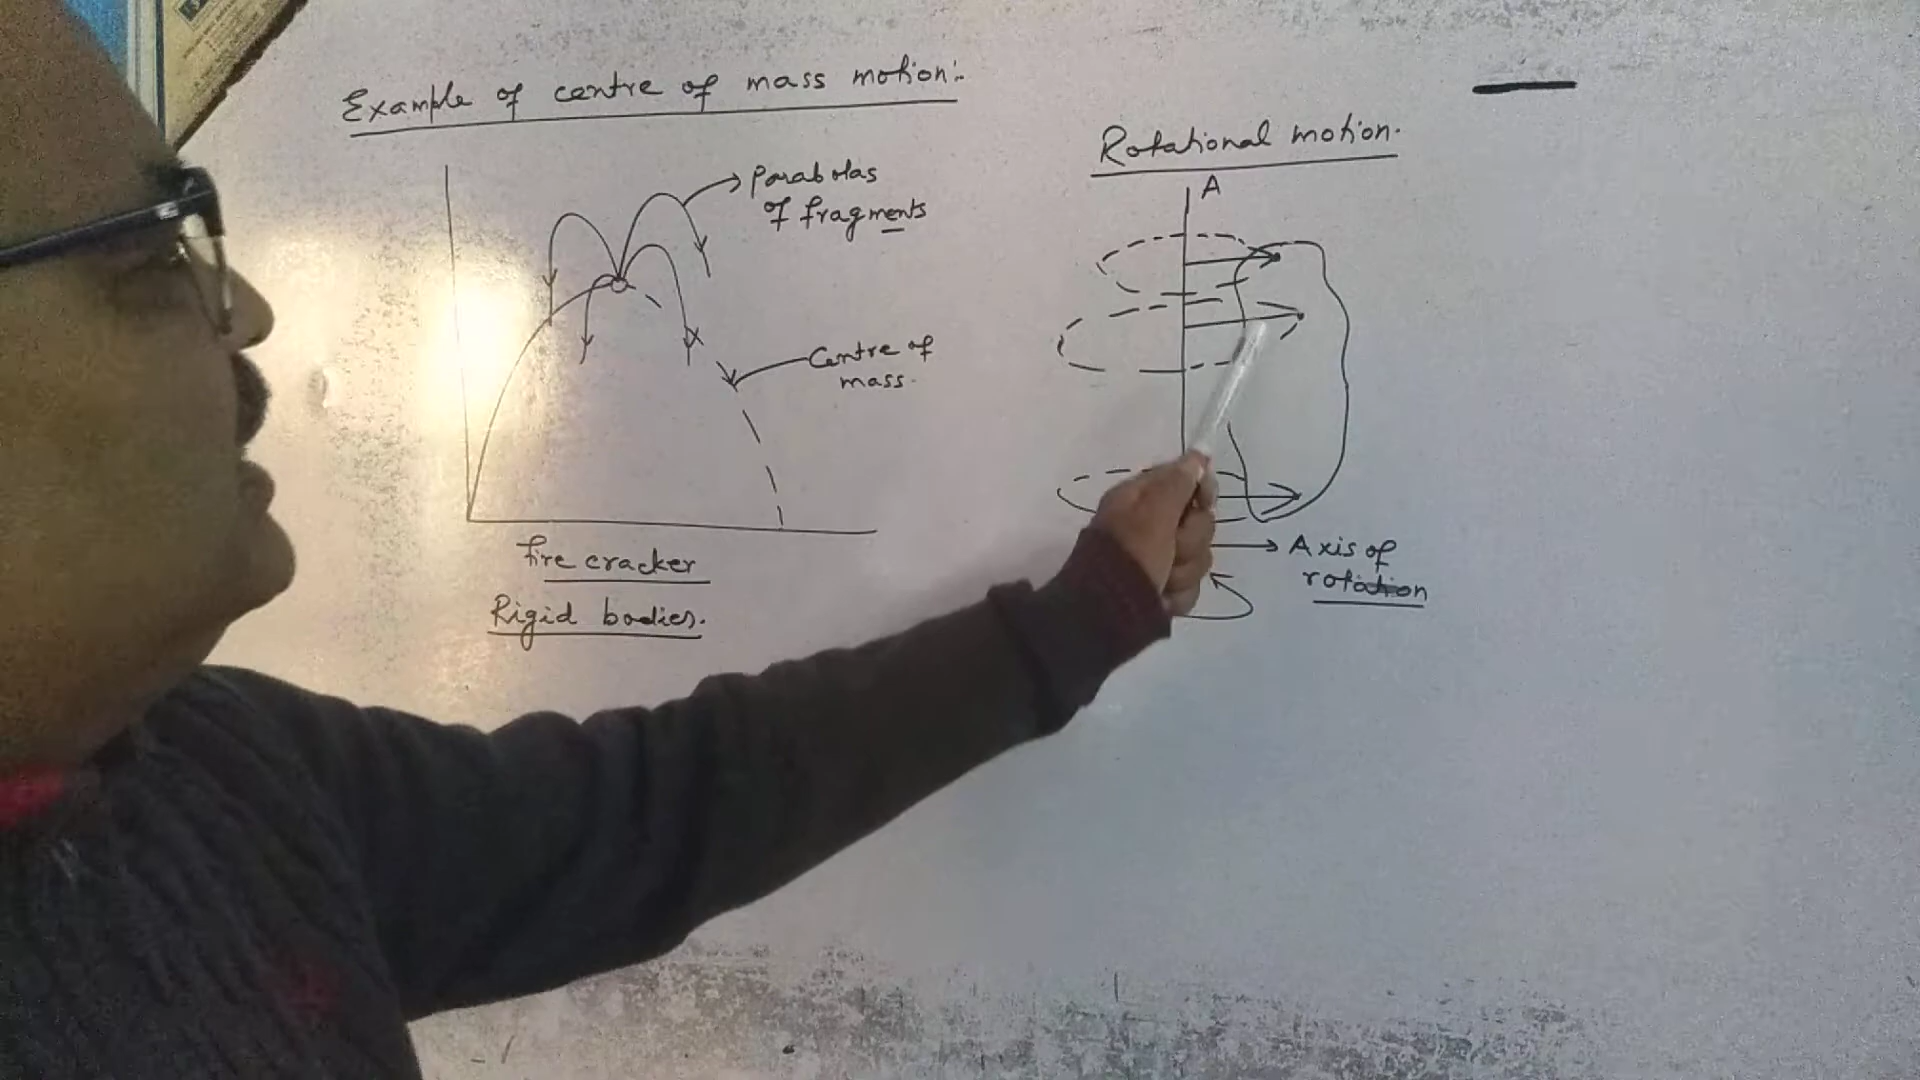 Example of centre of mass motion:-
Parabolas
of fragments
Centre of
mass.
Fire cracker
Rigid bodies.
Rotational motion.
A
Axis of
rotation